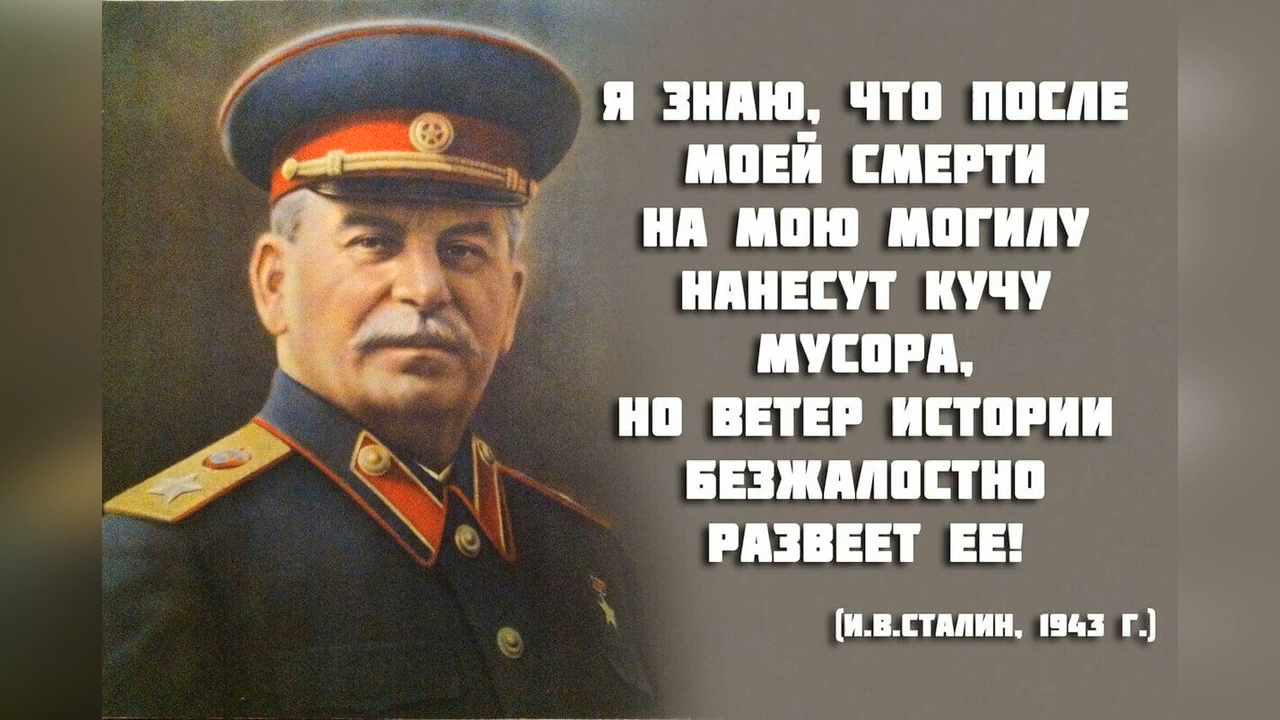 Я ЗНАЮ, ЧТО ПОСЛЕ
МОЕЙ СМЕРТИ
НА МОЮ МОГИЛУ
НАНЕСУТ КУЧУ
МУСОРА,
НО ВЕТЕР ИСТОРИИ
БЕЗЖАЛОСТНО
РАЗВЕЕТ ЕЕ!
(И.В.СТАЛИН, 1943 Г.)